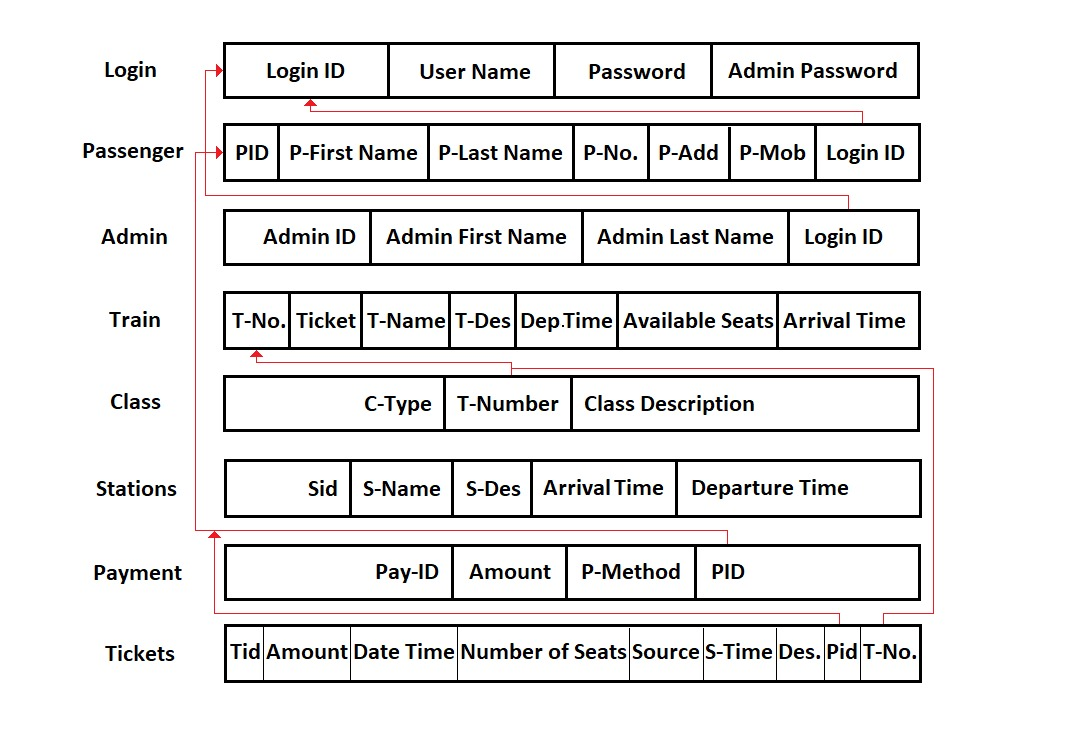 Login Login ID User Name Password Admin Password
Passenger PID P-First Name P-Last Name P-No. P-Add P-Mob Login ID
Admin Admin ID Admin First Name Admin Last Name Login ID
Train T-No. Ticket T-Name T-Des Dep.Time Available Seats Arrival Time
Class C-Type T-Number Class Description
Stations Sid S-Name S-Des Arrival Time Departure Time
Payment Pay-ID Amount P-Method PID
Tickets Tid Amount Date Time Number of Seats Source S-Time Des. Pid T-No.